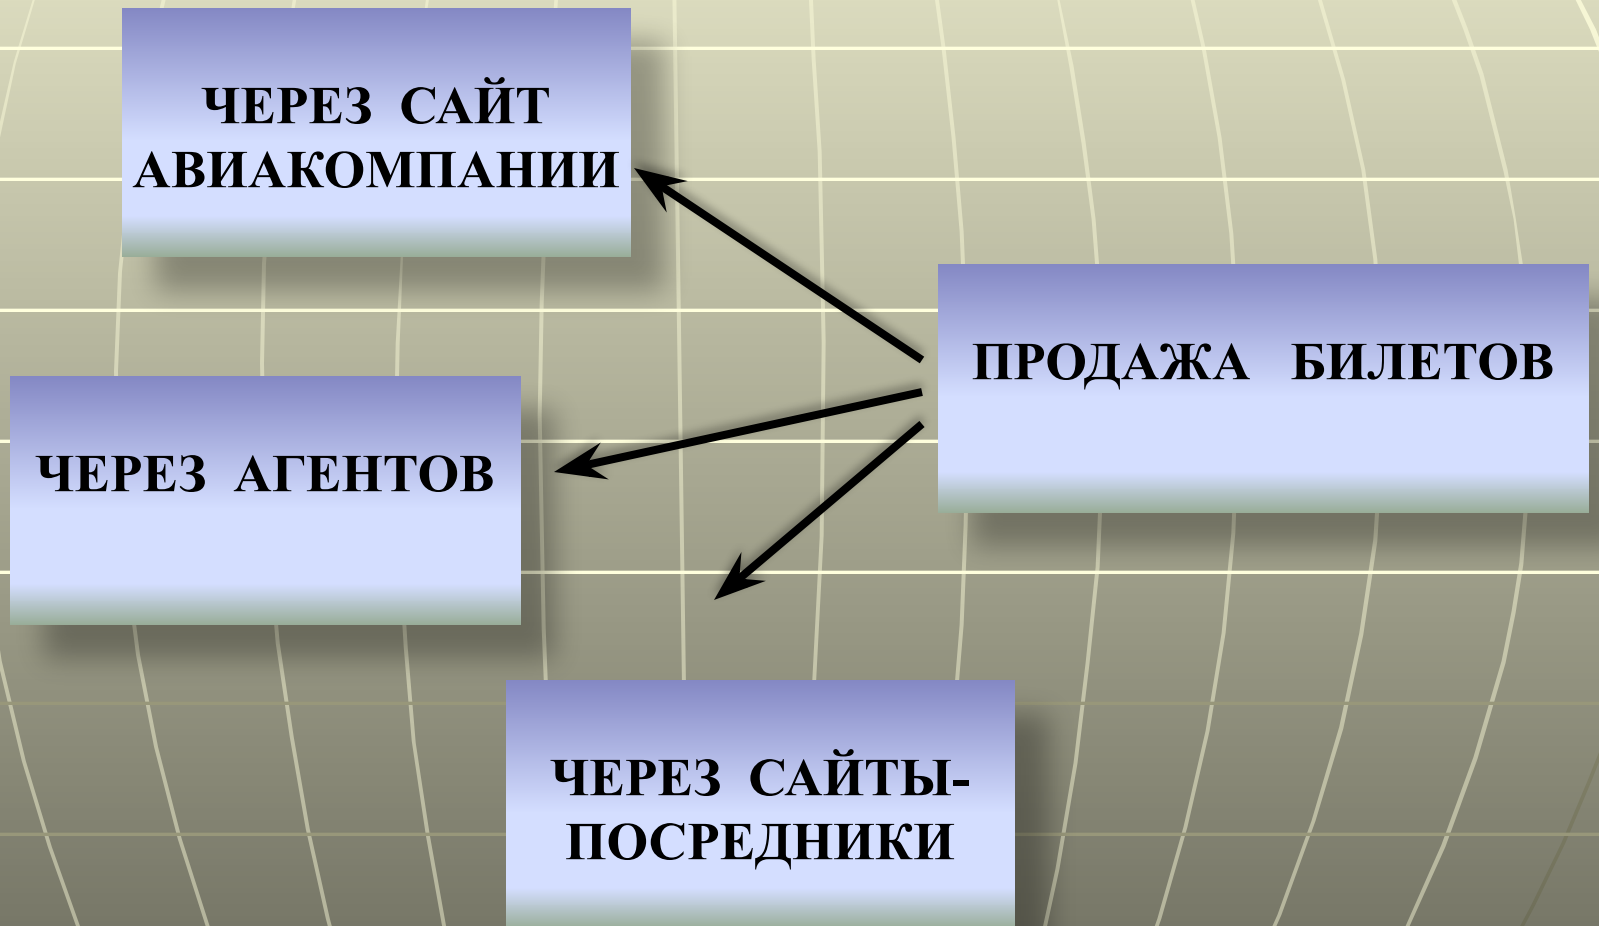 ЧЕРЕЗ САЙТ
АВИАКОМПАНИИ
ПРОДАЖА БИЛЕТОВ
ЧЕРЕЗ АГЕНТОВ
ЧЕРЕЗ САЙТЫ-
ПОСРЕДНИКИ